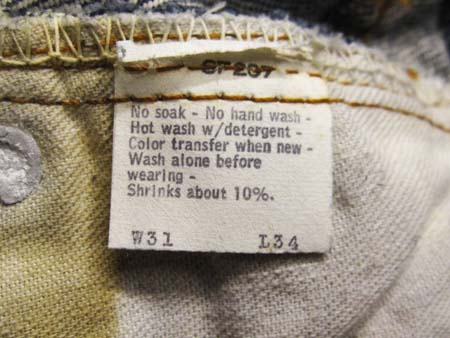 SF207
No soak - No hand wash -
Hot wash w/detergent -
Color transfer when new -
Wash alone before
wearing -
Shrinks about 10%.
W31 L34